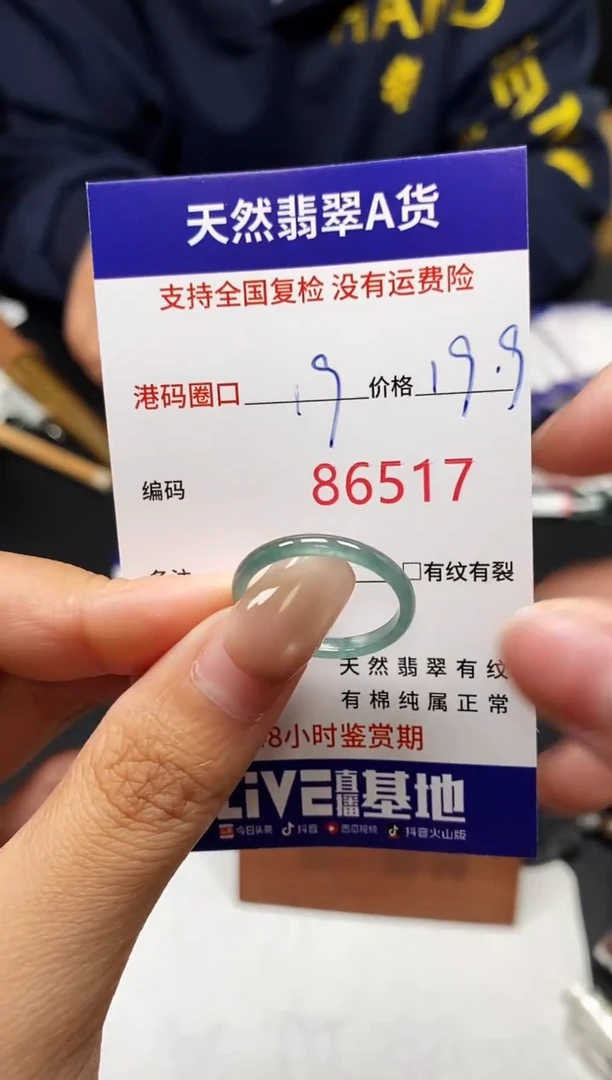 天然翡翠A货
支持全国复检 没有运费险
港码圈口 19 价格 19.9
编码 86517
□有纹有裂
天然翡翠有纹
有棉纯属正常
8小时鉴赏期
LiVE直播基地
今日头条 抖音 西瓜视频 抖音火山版